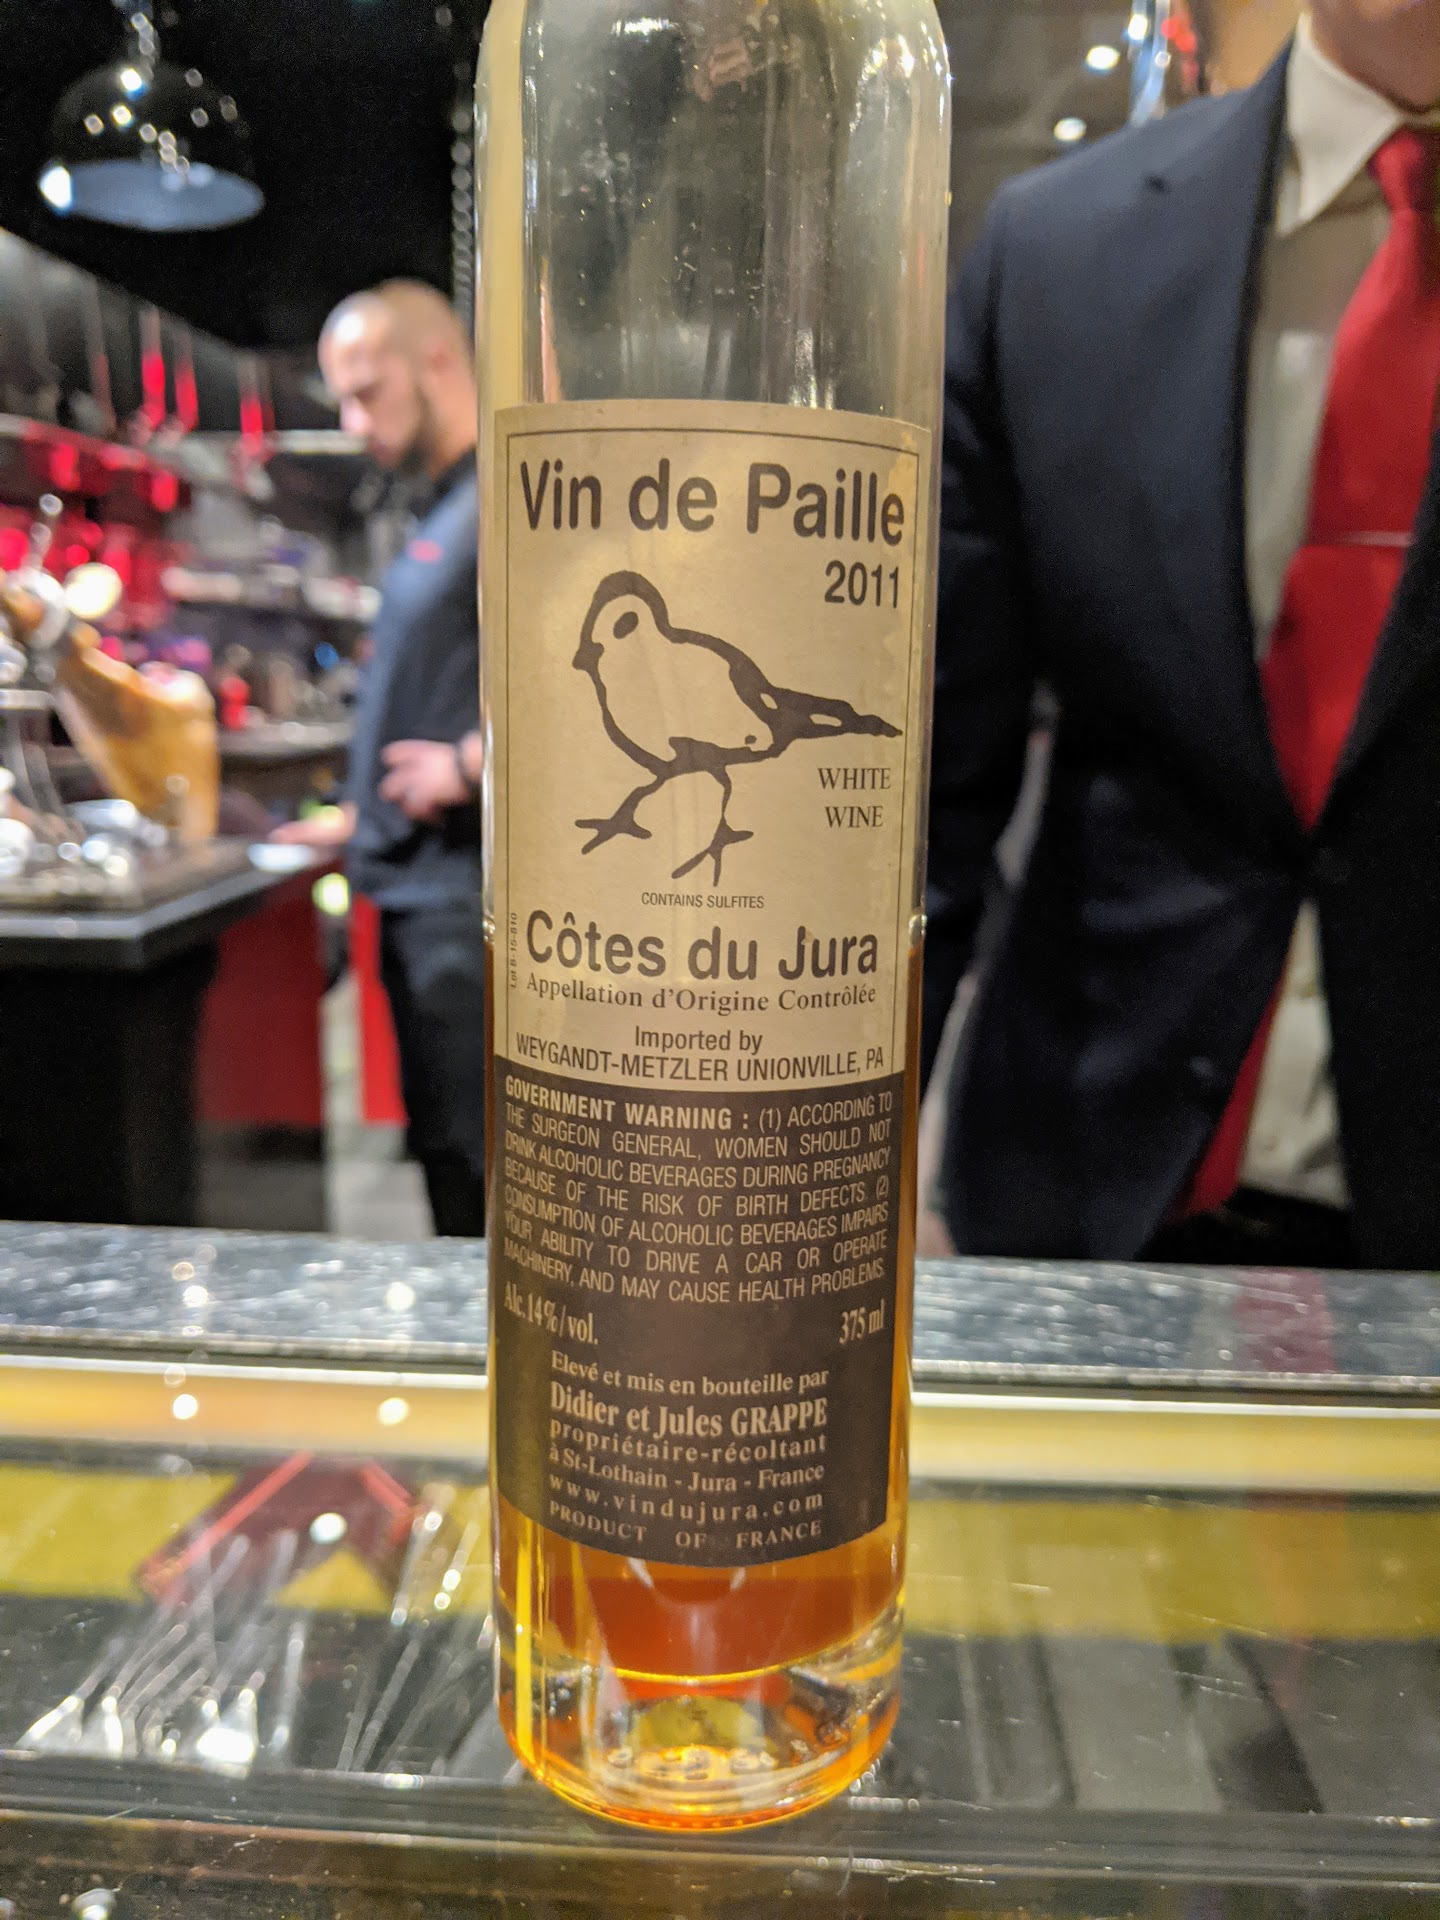 Vin de Paille
2011
WHITE
WINE
CONTAINS SULFITES
Lot B-15-810
Côtes du Jura
Appellation d'Origine Contrôlée
Imported by
WEYGANDT-METZLER UNIONVILLE, PA
GOVERNMENT WARNING : (1) ACCORDING TO
THE SURGEON GENERAL, WOMEN SHOULD NOT
DRINK ALCOHOLIC BEVERAGES DURING PREGNANCY
BECAUSE OF THE RISK OF BIRTH DEFECTS. (2)
CONSUMPTION OF ALCOHOLIC BEVERAGES IMPAIRS
YOUR ABILITY TO DRIVE A CAR OR OPERATE
MACHINERY, AND MAY CAUSE HEALTH PROBLEMS.
Alc.14%/vol. 375 ml
Elevé et mis en bouteille par
Didier et Jules GRAPPE
propriétaire-récoltant
à St-Lothain - Jura - France
www.vindujura.com
PRODUCT OF FRANCE